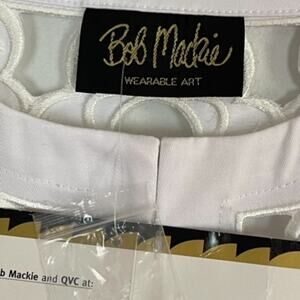 Bob Mackie
WEARABLE ART
b Mackie and QVC at: